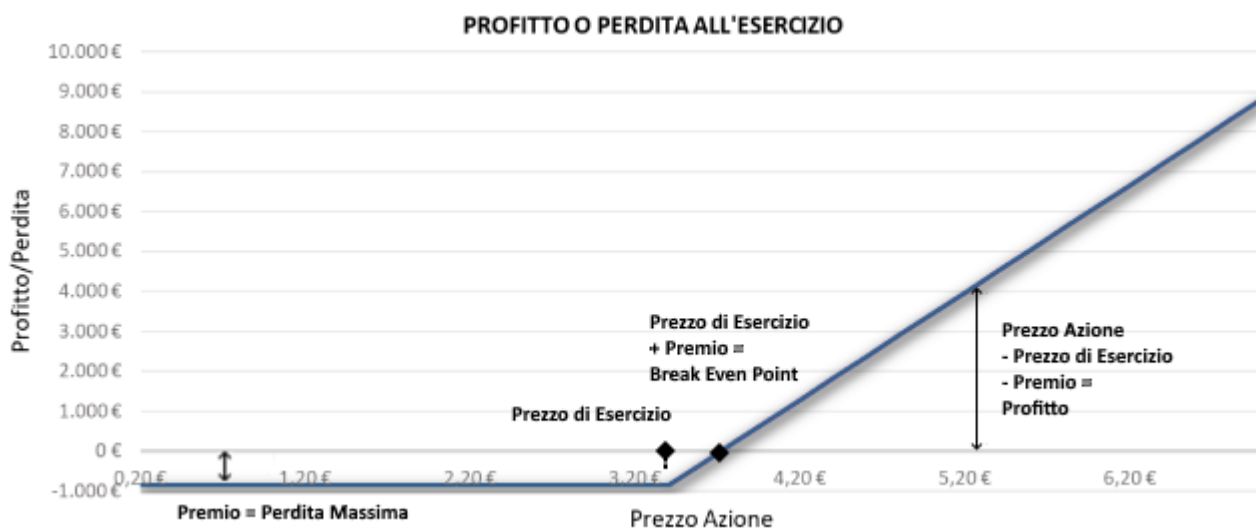 PROFITTO O PERDITA ALL'ESERCIZIO
10.000 €
9.000 €
8.000 €
7.000 €
6.000 €
5.000 €
4.000 €
3.000 €
2.000 €
1.000 €
0 €
-1.000 €
Profitto/Perdita
Prezzo di Esercizio
+ Premio =
Break Even Point
Prezzo di Esercizio
Prezzo Azione
- Prezzo di Esercizio
- Premio =
Profitto
0,20 € 1,20 € 2,20 € 3,20 € 4,20 € 5,20 € 6,20 €
Premio = Perdita Massima
Prezzo Azione